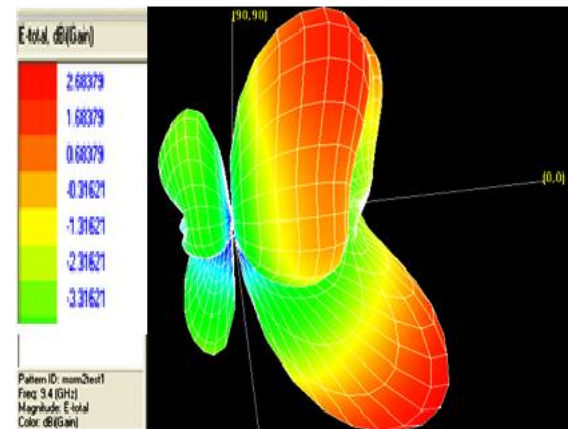 E-total, dBi(Gain)
2.68379
1.68379
0.68379
-0.31621
-1.31621
-2.31621
-3.31621
Pattern ID: mom2test1
Freq: 9.4 (GHz)
Magnitude: E-total
Color: dBi(Gain)
(90,90)
(0,0)